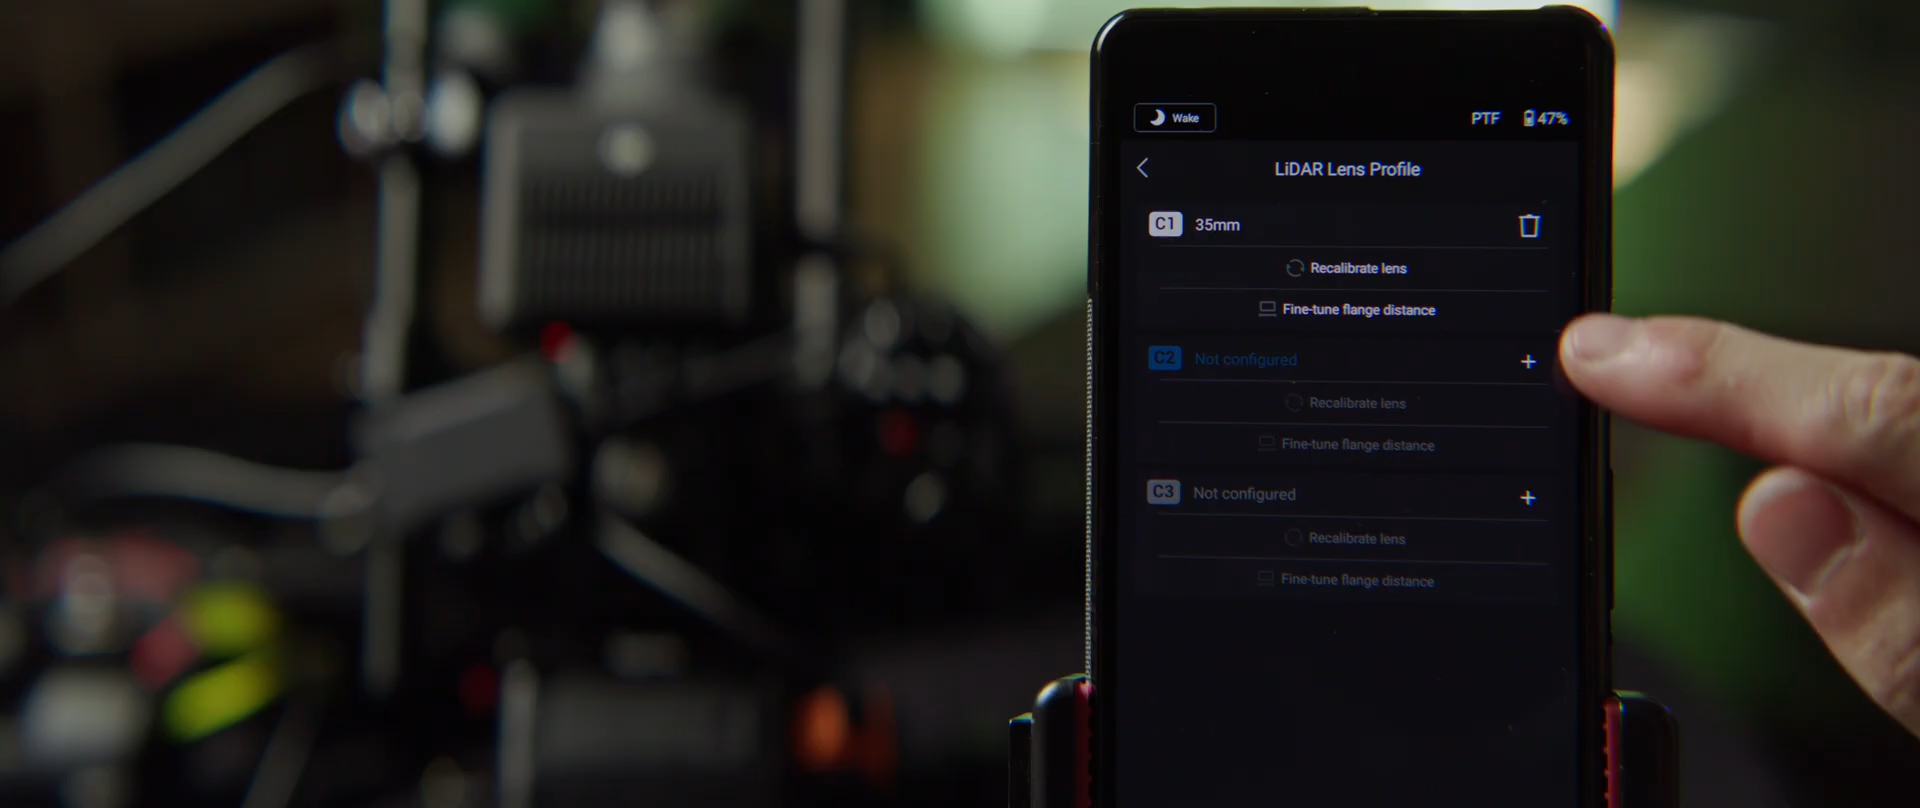 Wake
PTF 47%
LiDAR Lens Profile
C1 35mm
Recalibrate lens
Fine-tune flange distance
C2 Not configured
Recalibrate lens
Fine-tune flange distance
C3 Not configured
Recalibrate lens
Fine-tune flange distance